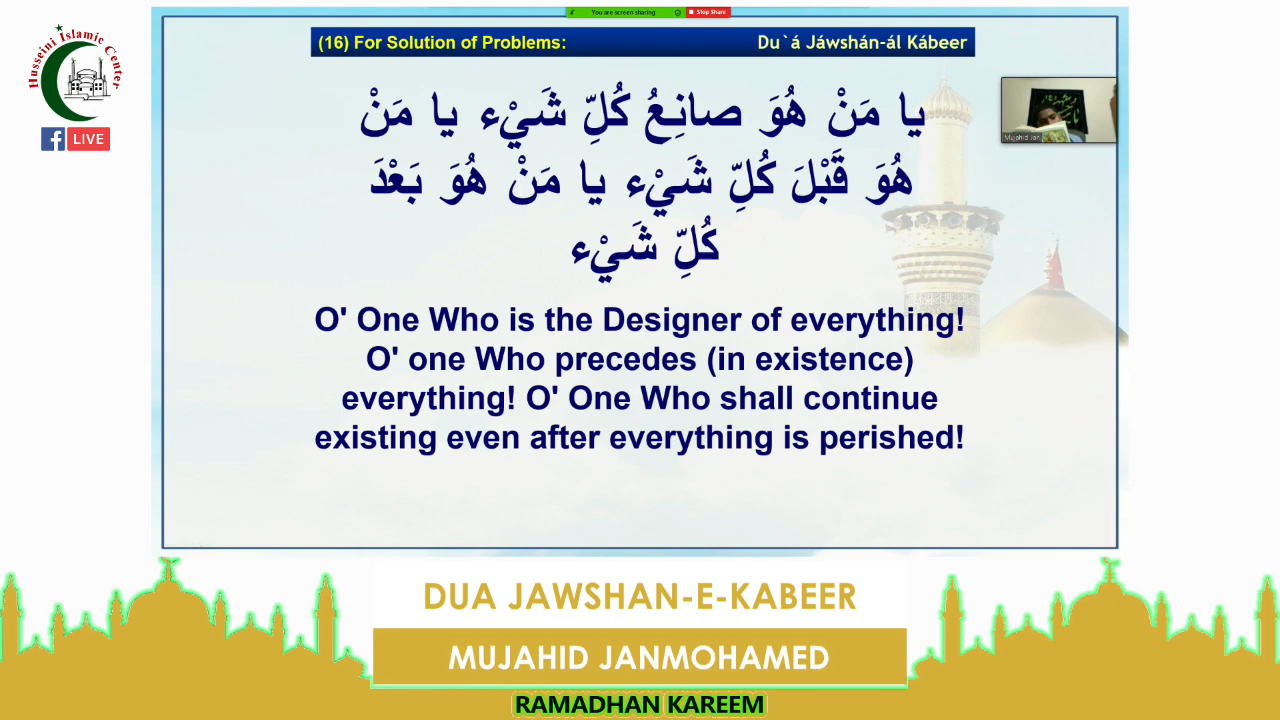 You are screen sharing
Stop Share
Husseini Islamic Center
LIVE
(16) For Solution of Problems:
Du`á Jáwshán-ál Kábeer
يا مَنْ هُوَ صانِعُ كُلِّ شَيْء يا مَنْ
هُوَ قَبْلَ كُلِّ شَيْء يا مَنْ هُوَ بَعْدَ
كُلِّ شَيْء
Mujahid Jan
O' One Who is the Designer of everything!
O' one Who precedes (in existence)
everything! O' One Who shall continue
existing even after everything is perished!
DUA JAWSHAN-E-KABEER
MUJAHID JANMOHAMED
RAMADHAN KAREEM